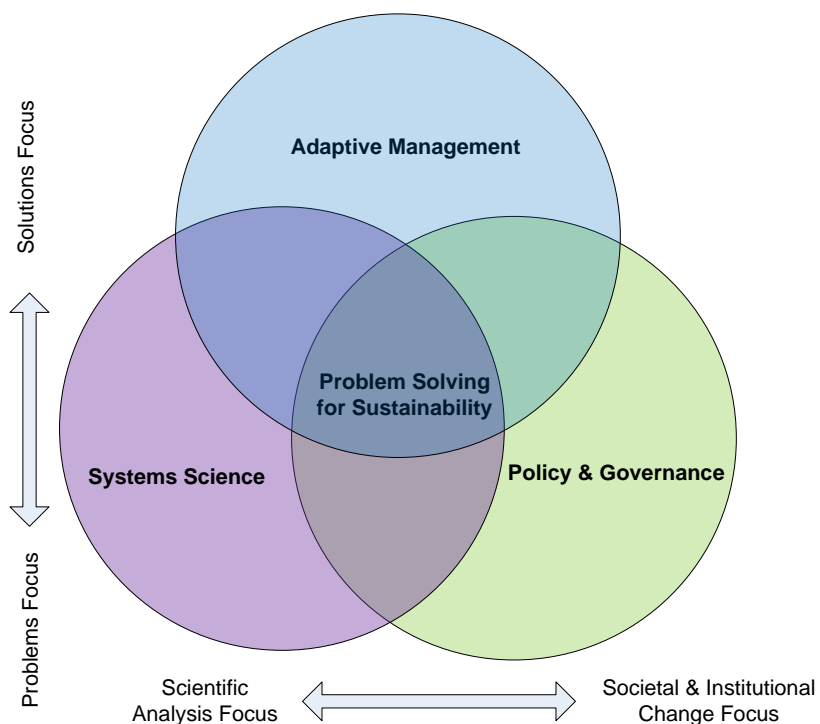 Solutions Focus
Adaptive Management
Problem Solving
for Sustainability
Systems Science
Policy & Governance
Problems Focus
Scientific
Analysis Focus
Societal & Institutional
Change Focus